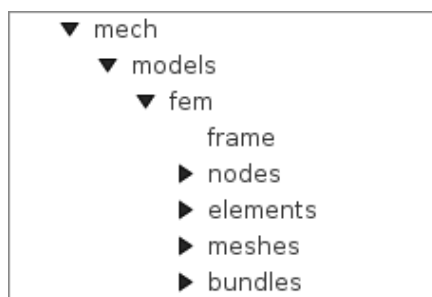 mech
models
fem
frame
nodes
elements
meshes
bundles